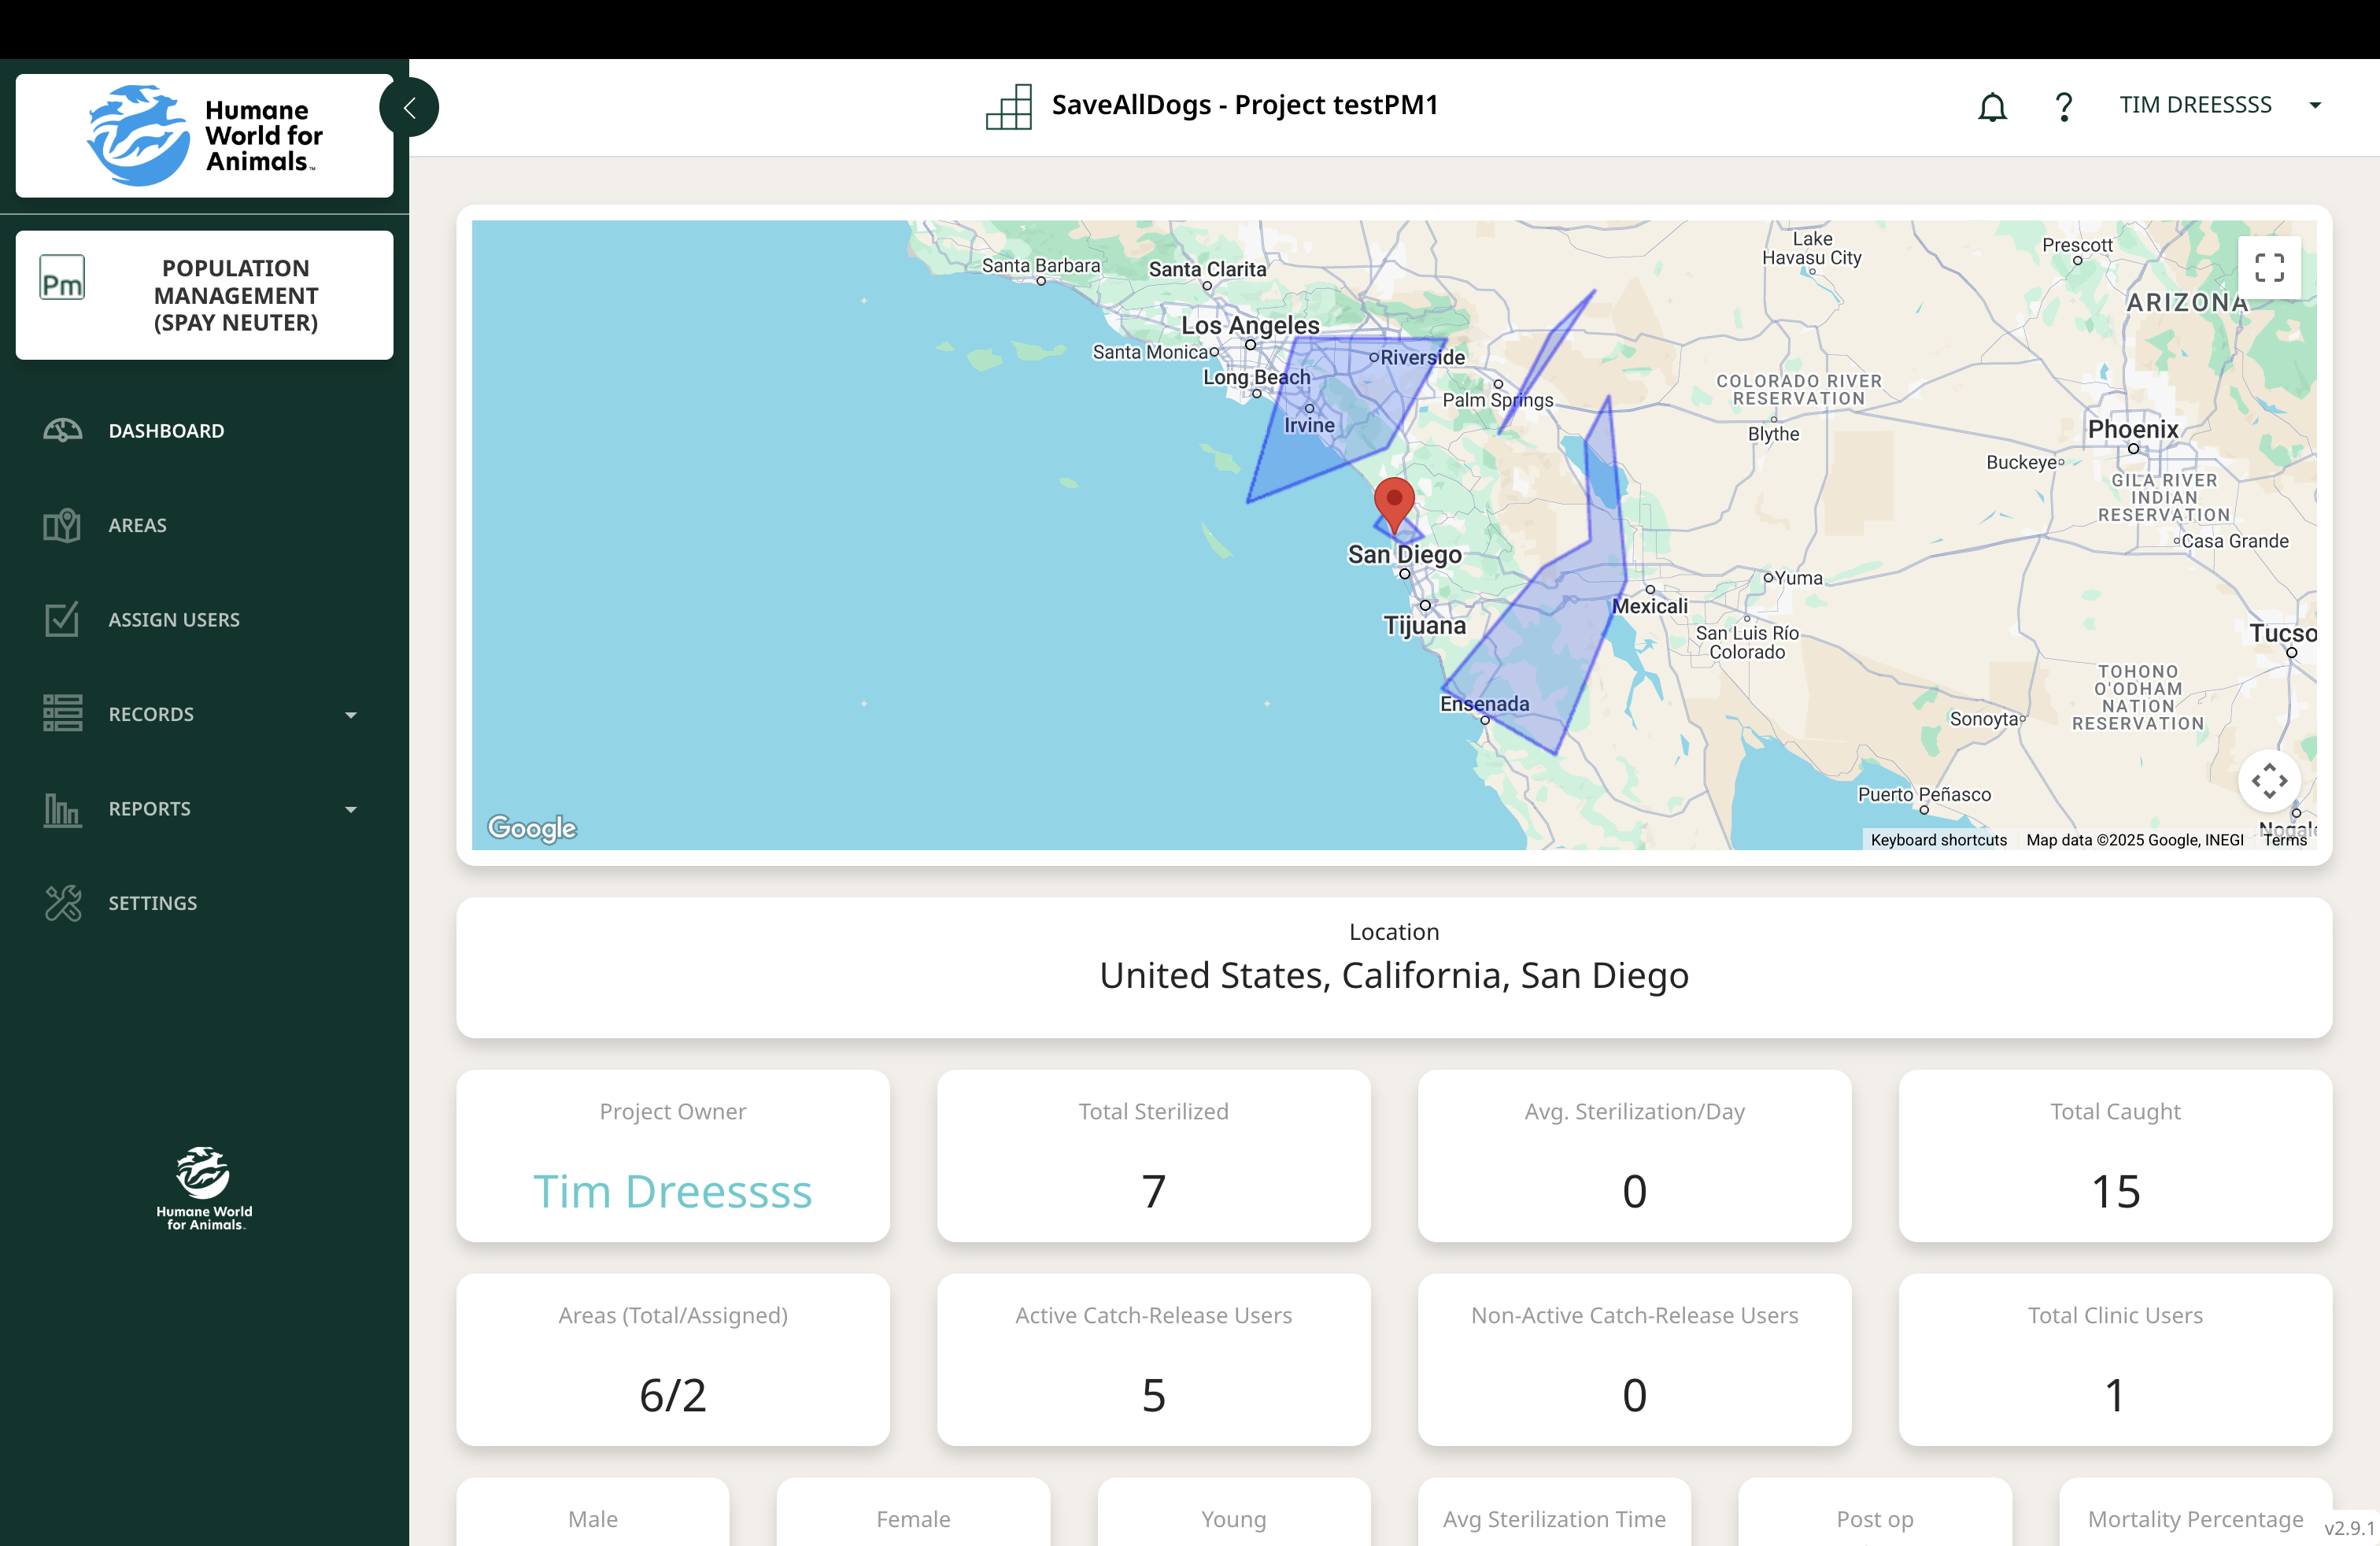 Humane
World for
Animals™
SaveAllDogs - Project testPM1
?
TIM DREESSSS
Pm
POPULATION
MANAGEMENT
(SPAY NEUTER)
DASHBOARD
AREAS
ASSIGN USERS
RECORDS
REPORTS
SETTINGS
Humane World
for Animals
Santa Barbara
Santa Clarita
Lake
Havasu City
Prescott
ARIZONA
Los Angeles
Santa Monica
Riverside
Long Beach
Palm Springs
COLORADO RIVER
RESERVATION
Irvine
Blythe
Phoenix
Buckeye
GILA RIVER
INDIAN
RESERVATION
Casa Grande
San Diego
Yuma
Mexicali
Tijuana
San Luis Río
Colorado
Tucso
TOHONO
O'ODHAM
NATION
RESERVATION
Ensenada
Sonoyta
Puerto Peñasco
Google
Keyboard shortcuts
Map data ©2025 Google, INEGI
Terms
Location
United States, California, San Diego
Project Owner
Tim Dreessss
Total Sterilized
7
Avg. Sterilization/Day
0
Total Caught
15
Areas (Total/Assigned)
6/2
Active Catch-Release Users
5
Non-Active Catch-Release Users
0
Total Clinic Users
1
Male
Female
Young
Avg Sterilization Time
Post op
Mortality Percentage
v2.9.1